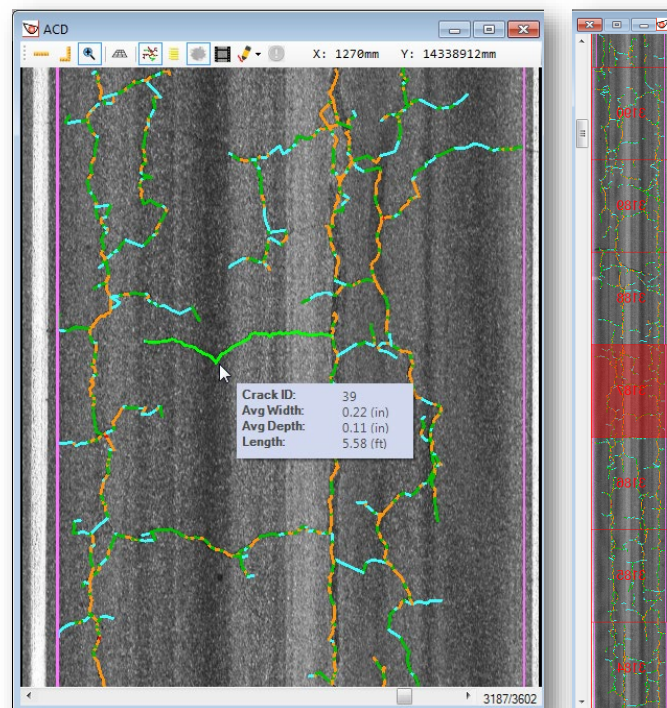 ACD
X: 1270mm Y: 14338912mm
Crack ID: 39
Avg Width: 0.22 (in)
Avg Depth: 0.11 (in)
Length: 5.58 (ft)
3187/3602